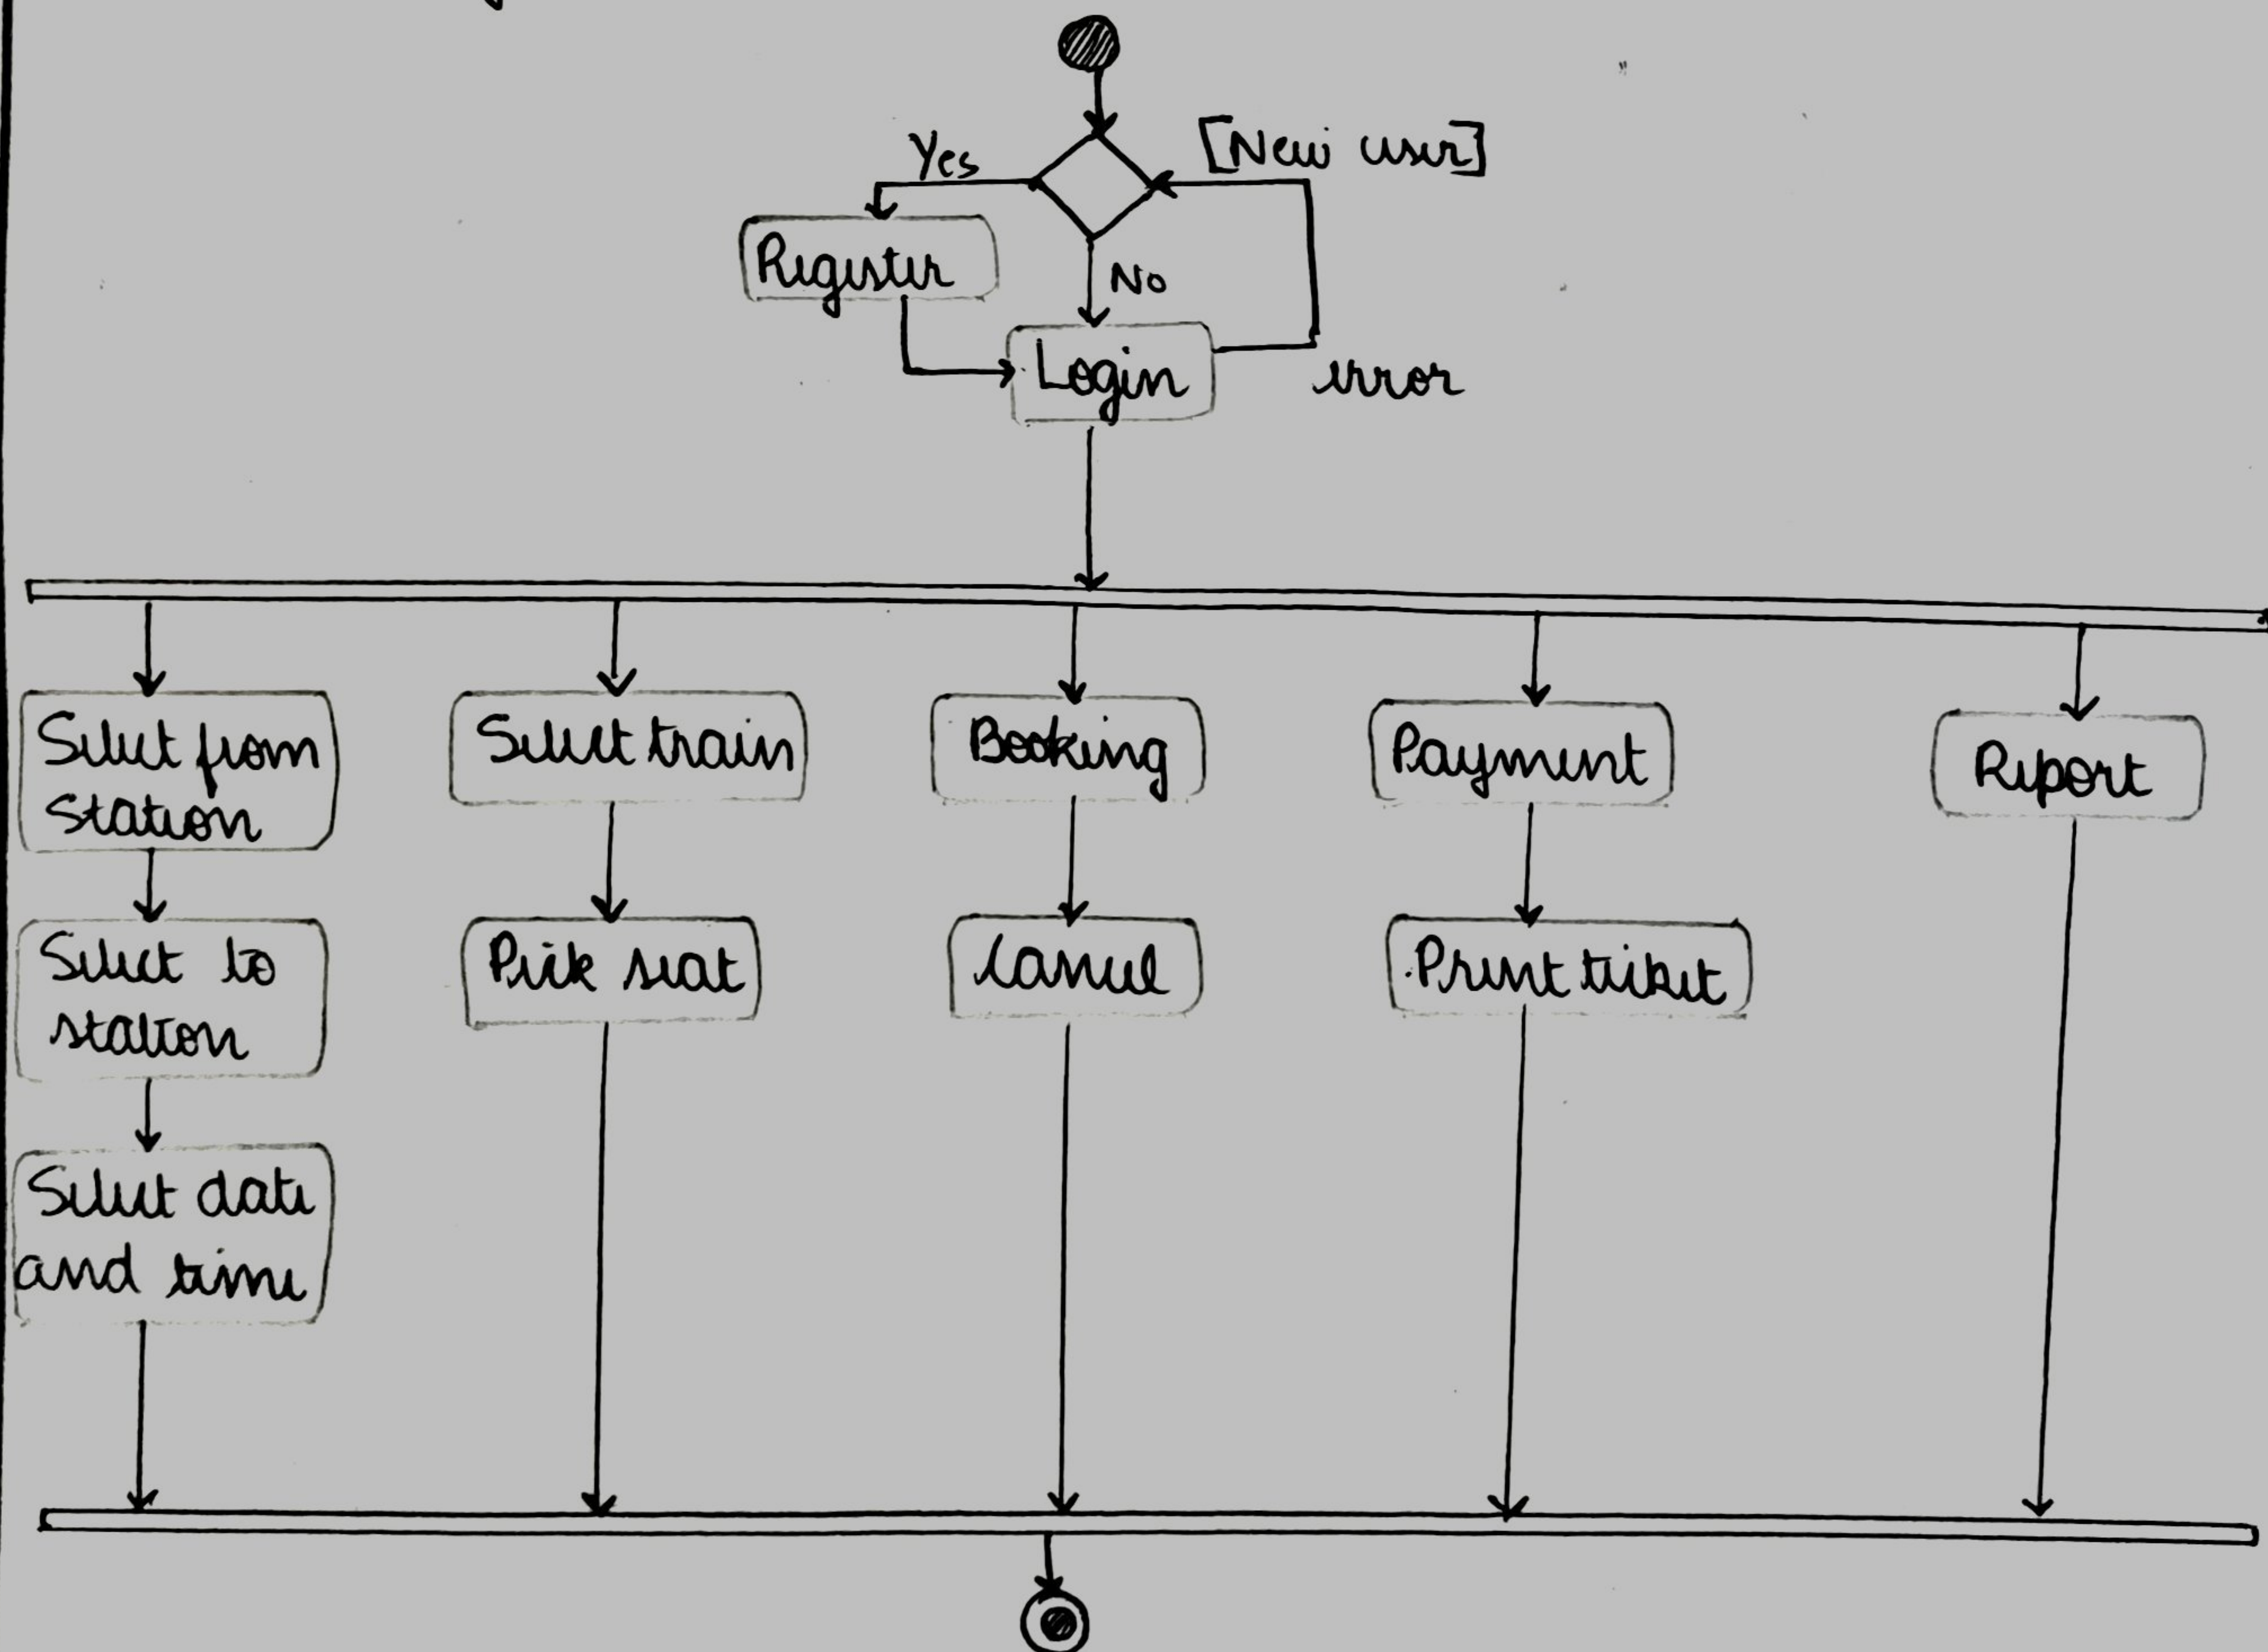 [New user]
Yes
Register
No
Login
error
Select from
station
Select train
Booking
Payment
Report
Select to
station
Pick seat
Cancel
Print ticket
Select date
and time